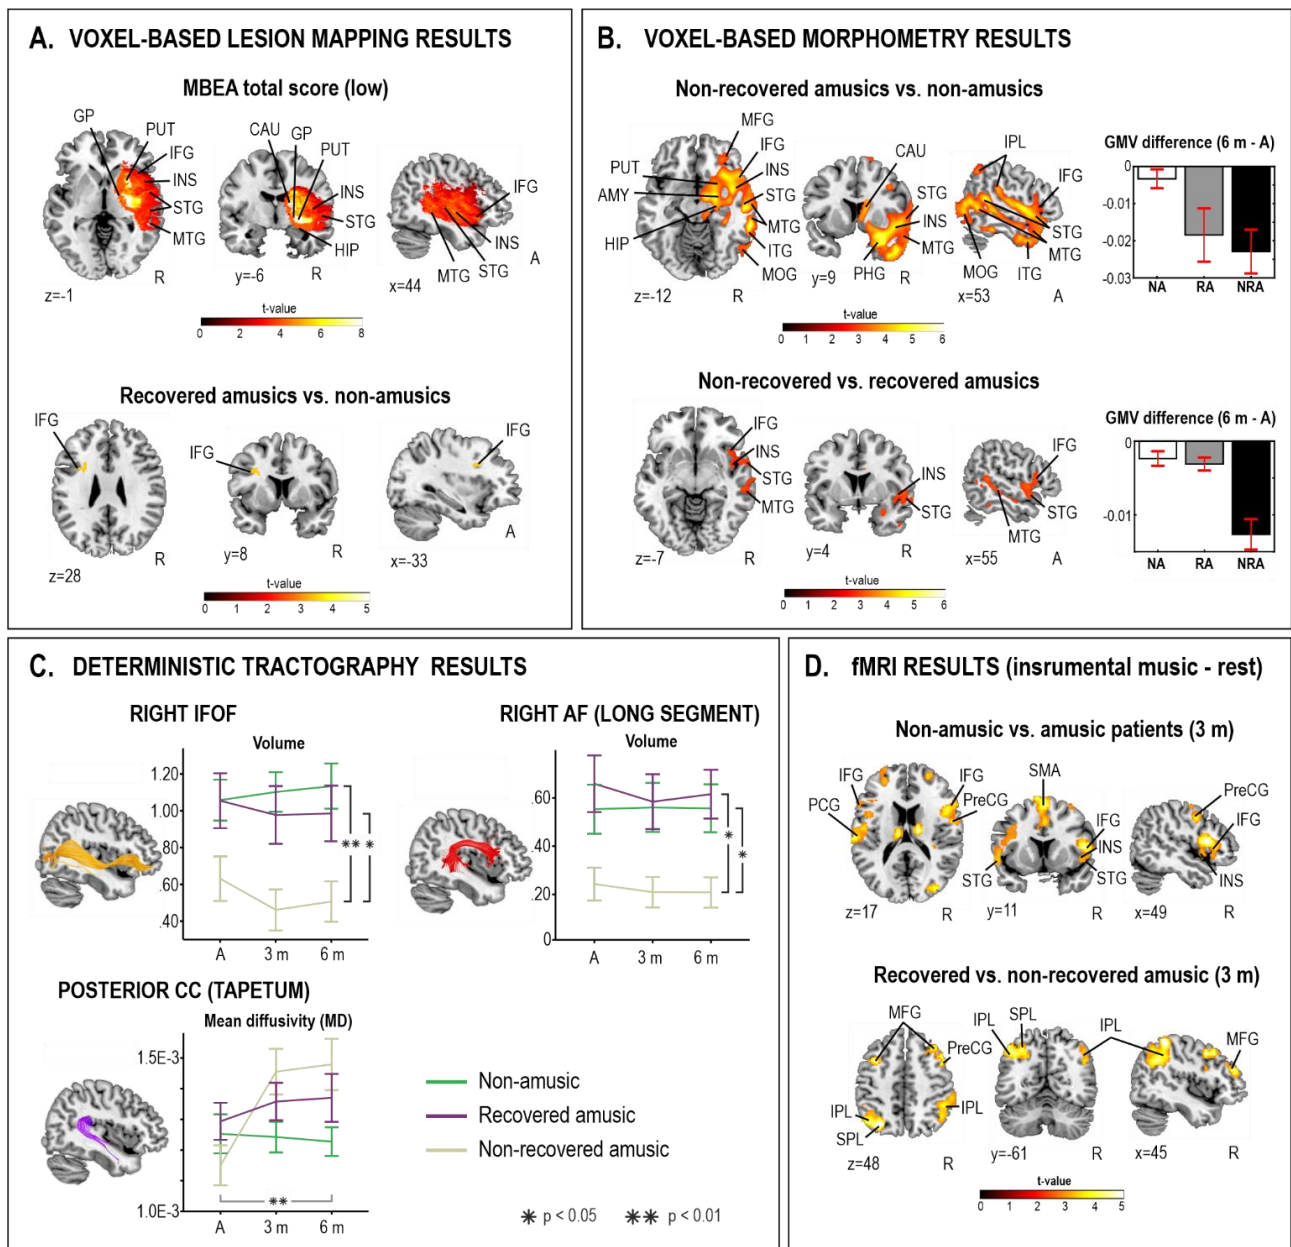 A. VOXEL-BASED LESION MAPPING RESULTS
MBEA total score (low)
GP
PUT
IFG
INS
STG
MTG
R
z=-1
CAU
GP
PUT
INS
STG
HIP
y=-6
R
IFG
INS
STG
MTG
A
x=44
t-value
0 2 4 6 8
Recovered amusics vs. non-amusics
IFG
R
z=28
IFG
y=8
R
IFG
A
x=-33
t-value
0 1 2 3 4 5
B. VOXEL-BASED MORPHOMETRY RESULTS
Non-recovered amusics vs. non-amusics
MFG
IFG
PUT
INS
AMY
STG
MTG
HIP
ITG
MOG
z=-12
R
CAU
STG
INS
MTG
PHG
y=9
R
IPL
IFG
STG
MTG
MOG
ITG
x=53
A
t-value
0 1 2 3 4 5 6
GMV difference (6 m - A)
0
-0.01
-0.02
-0.03
NA RA NRA
Non-recovered vs. recovered amusics
IFG
INS
STG
MTG
z=-7
R
INS
STG
y=4
R
IFG
STG
MTG
x=55
A
t-value
0 1 2 3 4 5 6
GMV difference (6 m - A)
0
-0.01
NA RA NRA
C. DETERMINISTIC TRACTOGRAPHY RESULTS
RIGHT IFOF
Volume
1.20
1.00
.80
.60
.40
A 3 m 6 m
** *
RIGHT AF (LONG SEGMENT)
Volume
.60
.40
.20
0
A 3 m 6 m
*
*
POSTERIOR CC (TAPETUM)
Mean diffusivity (MD)
1.5E-3
1.0E-3
**
A 3 m 6 m
Non-amusic
Recovered amusic
Non-recovered amusic
* p < 0.05 ** p < 0.01
D. fMRI RESULTS (insrumental music - rest)
Non-amusic vs. amusic patients (3 m)
IFG
PCG
IFG
PreCG
z=17
R
SMA
IFG
INS
STG
STG
y=11
R
PreCG
IFG
INS
x=49
R
Recovered vs. non-recovered amusic (3 m)
MFG
PreCG
IPL
IPL
SPL
z=48
R
SPL
IPL
IPL
y=-61
R
MFG
x=45
R
t-value
0 1 2 3 4 5